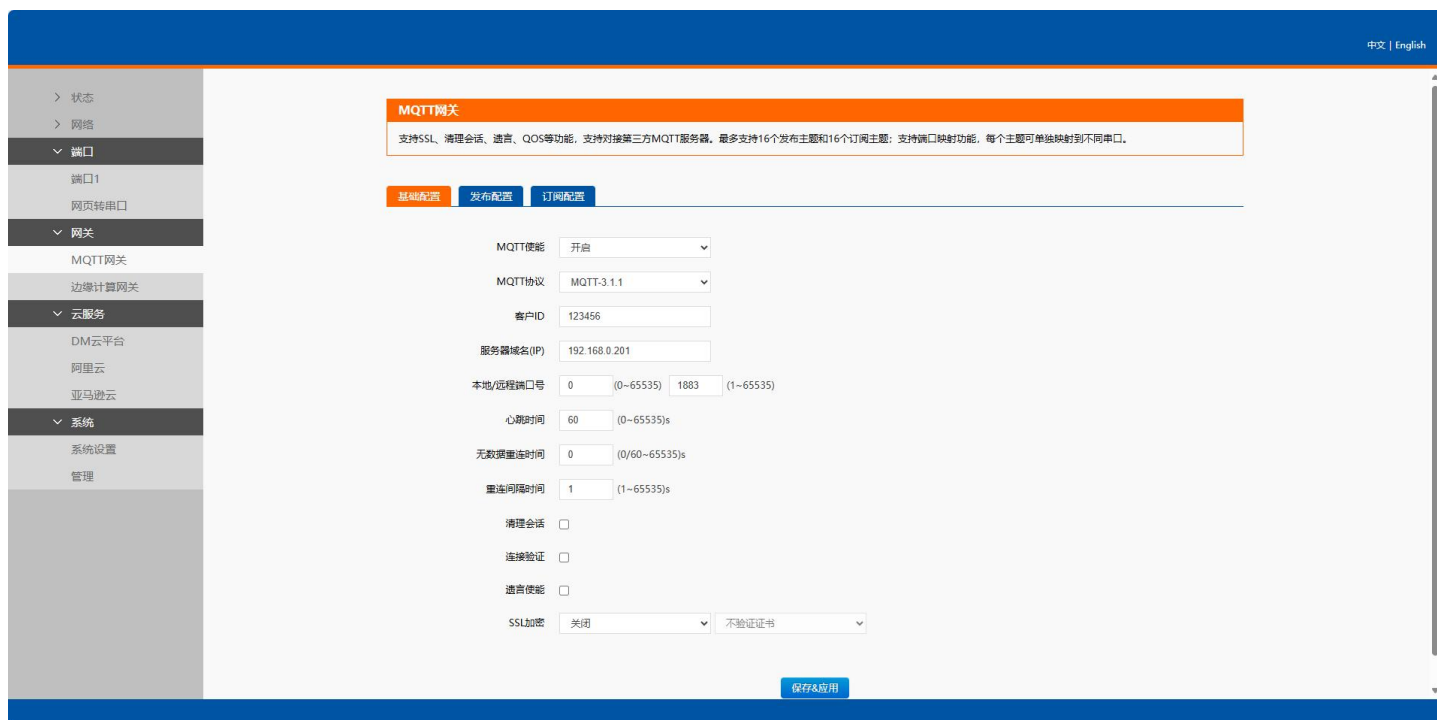 中文 | English
状态
网络
端口
端口1
网页转串口
网关
MQTT网关
边缘计算网关
云服务
DM云平台
阿里云
亚马逊云
系统
系统设置
管理
MQTT网关
支持SSL、清理会话、遗言、QOS等功能，支持对接第三方MQTT服务器。最多支持16个发布主题和16个订阅主题；支持端口映射功能，每个主题可单独映射到不同串口。
基础配置 发布配置 订阅配置
MQTT使能 开启
MQTT协议 MQTT-3.1.1
客户ID 123456
服务器域名(IP) 192.168.0.201
本地/远程端口号 0 (0~65535) 1883 (1~65535)
心跳时间 60 (0~65535)s
无数据重连时间 0 (0/60~65535)s
重连间隔时间 1 (1~65535)s
清理会话
连接验证
遗言使能
SSL加密 关闭 不验证证书
保存&应用